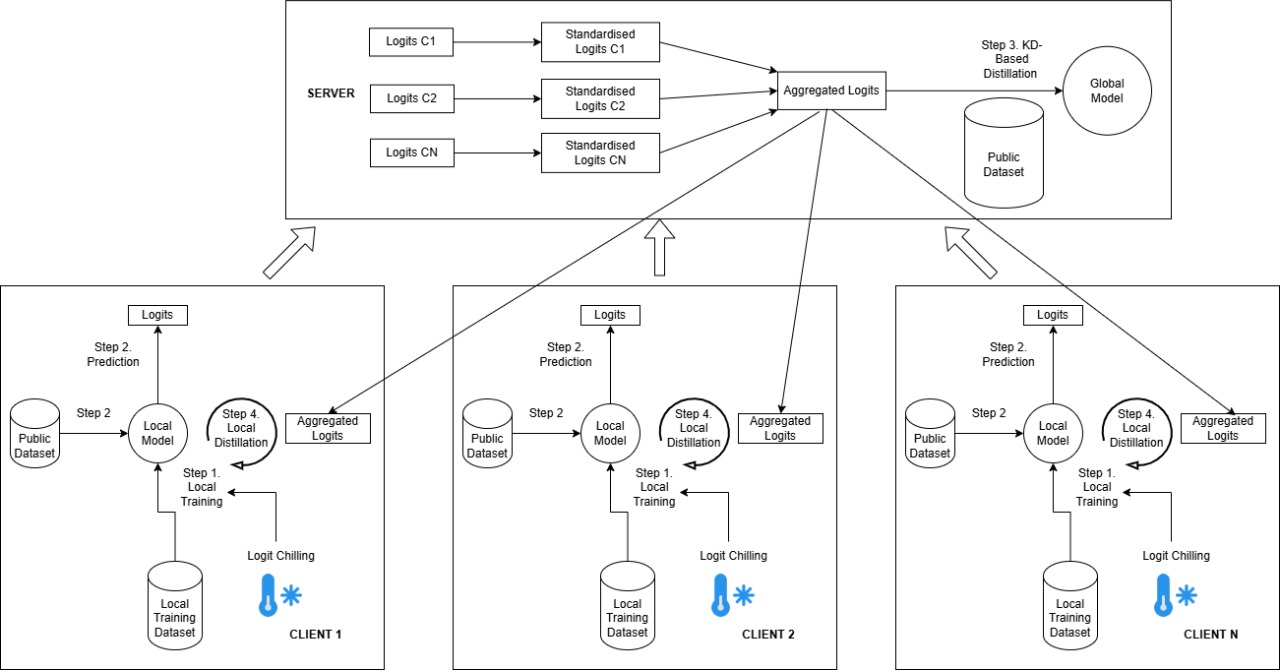 Logits C1
Standardised
Logits C1
Step 3. KD-
Based
Distillation
SERVER
Logits C2
Standardised
Logits C2
Aggregated Logits
Global
Model
Logits CN
Standardised
Logits CN
Public
Dataset
Logits
Step 2.
Prediction
Step 2
Public
Dataset
Local
Model
Step 4.
Local
Distillation
Aggregated
Logits
Step 1.
Local
Training
Logit Chilling
Local
Training
Dataset
CLIENT 1
Logits
Step 2.
Prediction
Step 2
Public
Dataset
Local
Model
Step 4.
Local
Distillation
Aggregated
Logits
Step 1.
Local
Training
Logit Chilling
Local
Training
Dataset
CLIENT 2
Logits
Step 2.
Prediction
Step 2
Public
Dataset
Local
Model
Step 4.
Local
Distillation
Aggregated
Logits
Step 1.
Local
Training
Logit Chilling
Local
Training
Dataset
CLIENT N